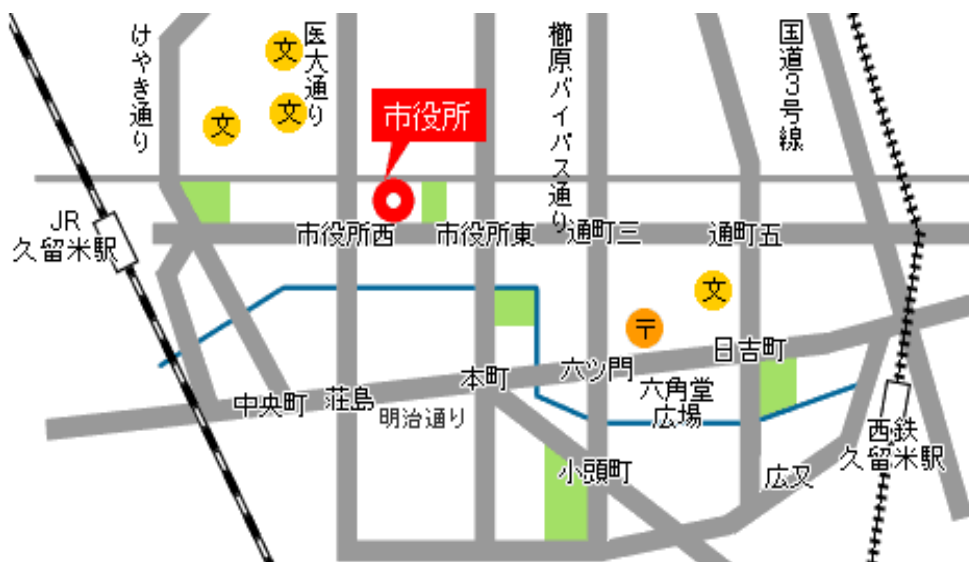 けやき通り
医大通り
櫛原バイパス通り
国道3号線
文
文
文
市役所
JR
久留米駅
市役所西
市役所東
通町三
通町五
文
〒
日吉町
六ツ門
本町
六角堂
広場
荘島
中央町
明治通り
西鉄
久留米駅
小頭町
広又